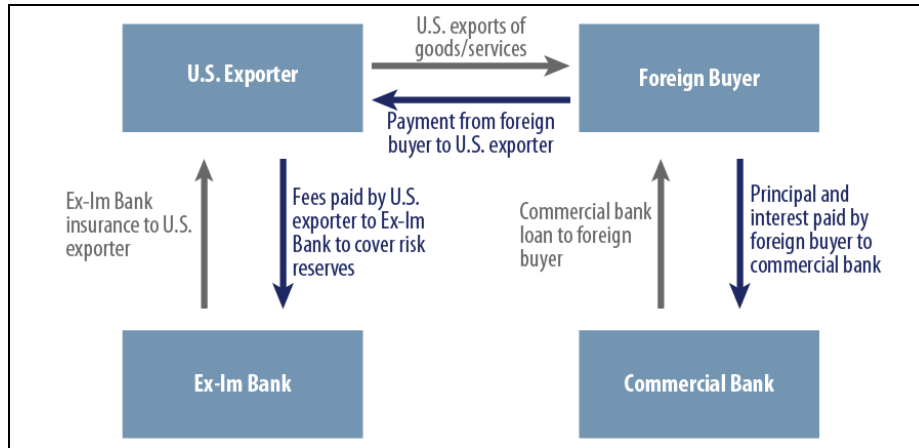 U.S. exports of
goods/services
U.S. Exporter
Foreign Buyer
Payment from foreign
buyer to U.S. exporter
Ex-Im Bank
insurance to U.S.
exporter
Fees paid by U.S.
exporter to Ex-Im
Bank to cover risk
reserves
Commercial bank
loan to foreign
buyer
Principal and
interest paid by
foreign buyer to
commercial bank
Ex-Im Bank
Commercial Bank